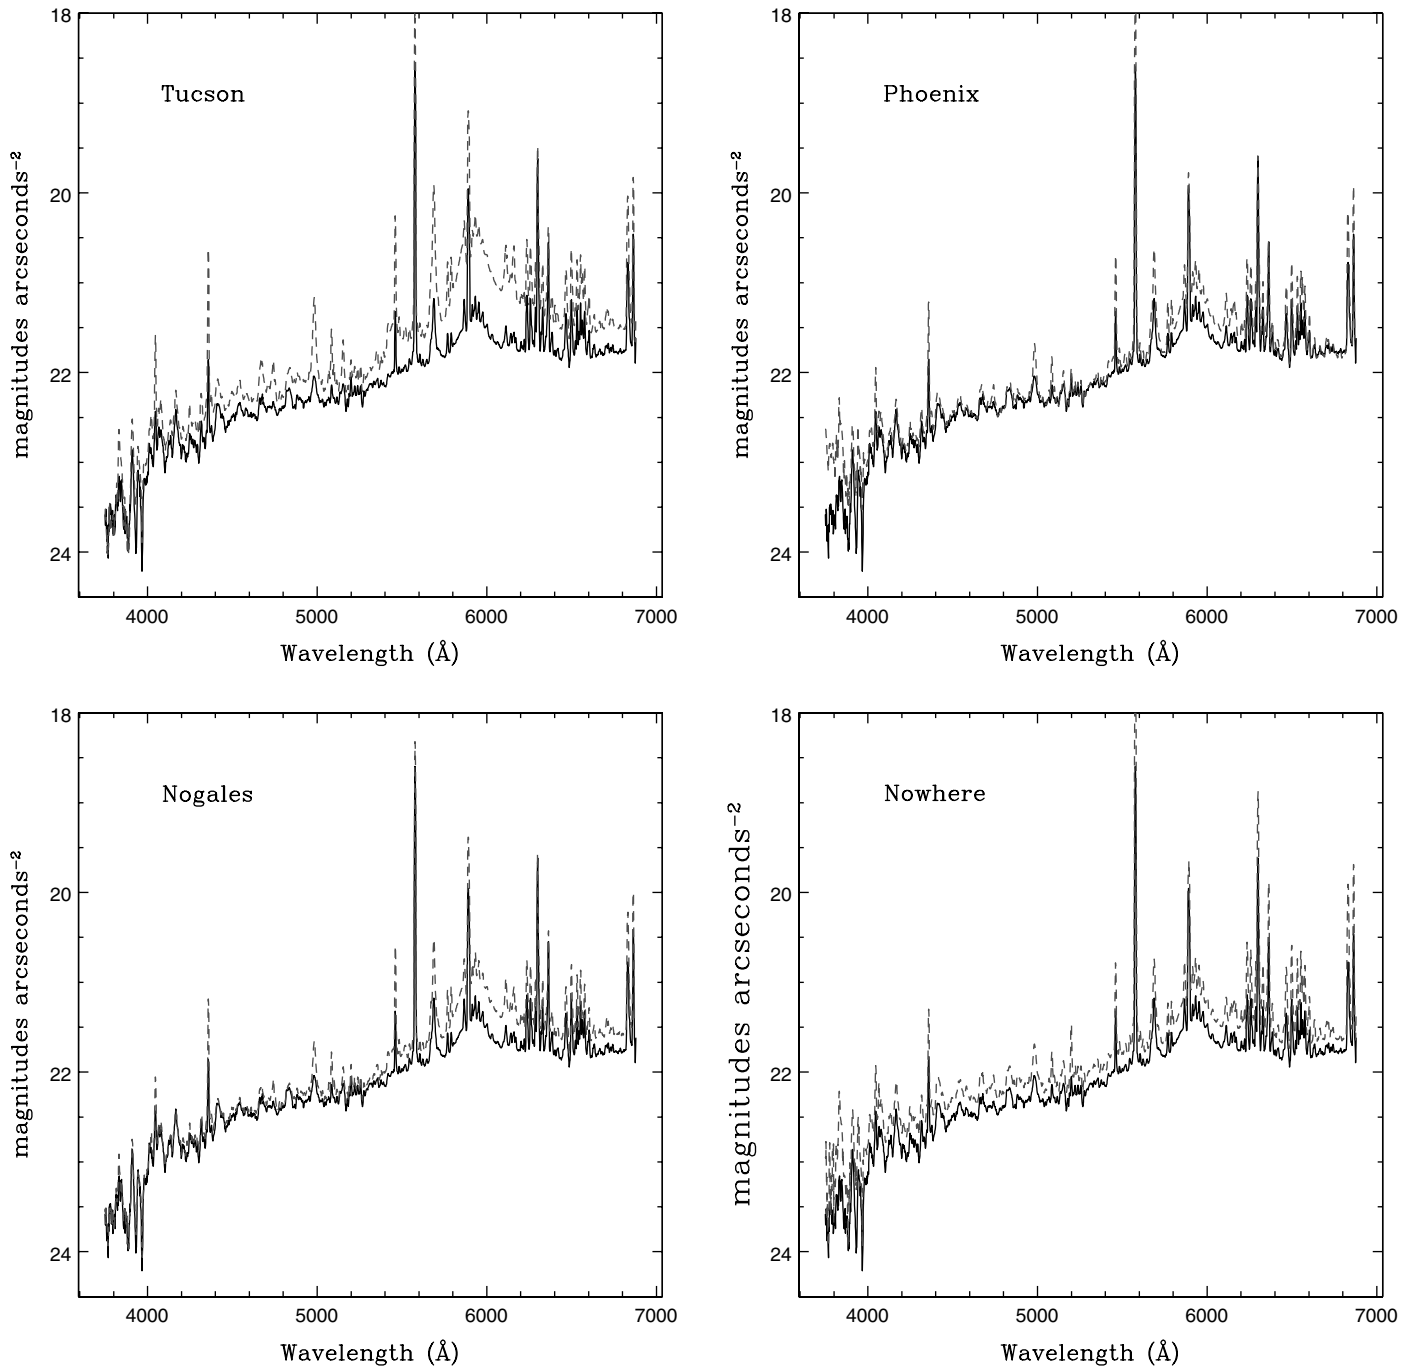 18
20
22
24
4000 5000 6000 7000
Tucson
magnitudes arcseconds⁻²
Wavelength (Å)
18
20
22
24
4000 5000 6000 7000
Phoenix
magnitudes arcseconds⁻²
Wavelength (Å)
18
20
22
24
4000 5000 6000 7000
Nogales
magnitudes arcseconds⁻²
Wavelength (Å)
18
20
22
24
4000 5000 6000 7000
Nowhere
magnitudes arcseconds⁻²
Wavelength (Å)